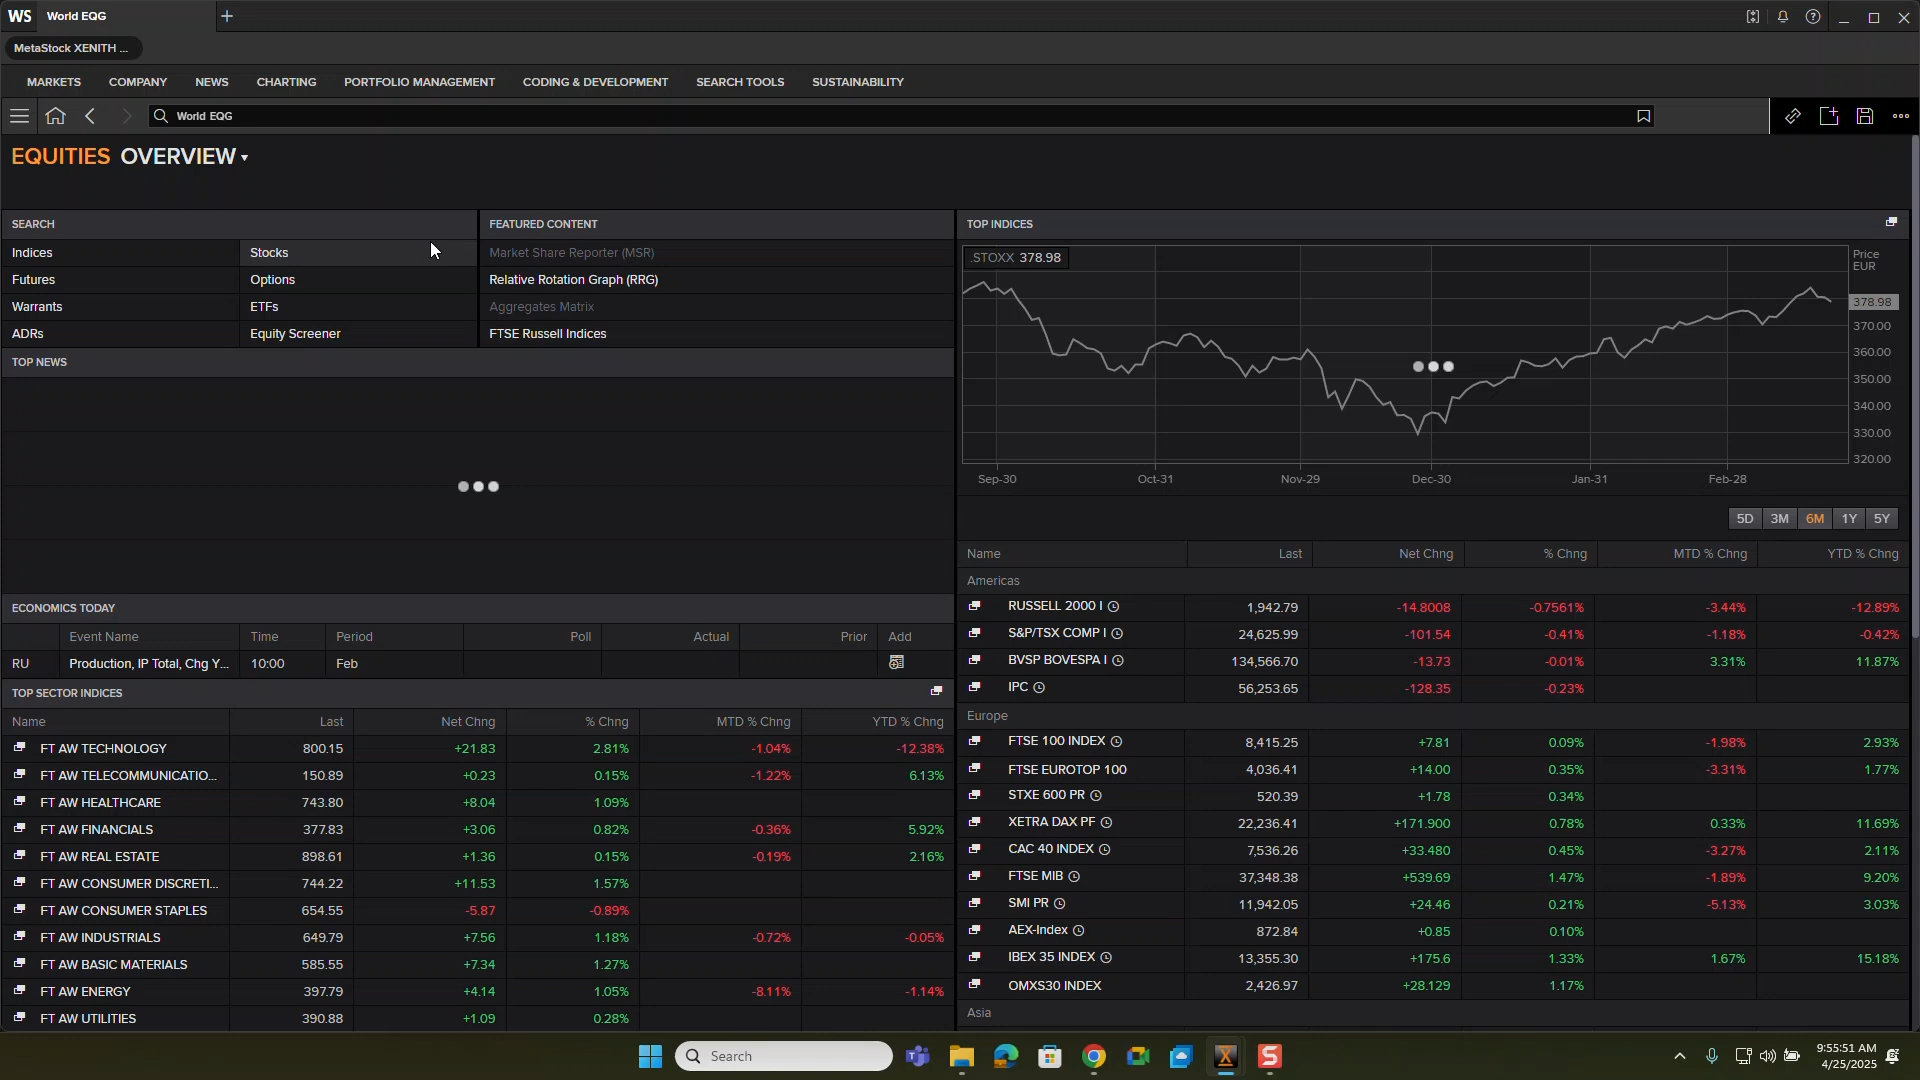 WS World EQG +
MetaStock XENITH ...
MARKETS COMPANY NEWS CHARTING PORTFOLIO MANAGEMENT CODING & DEVELOPMENT SEARCH TOOLS SUSTAINABILITY
World EQG
EQUITIES OVERVIEW
SEARCH
Indices Stocks
Futures Options
Warrants ETFs
ADRs Equity Screener
FEATURED CONTENT
Market Share Reporter (MSR)
Relative Rotation Graph (RRG)
Aggregates Matrix
FTSE Russell Indices
TOP NEWS
ECONOMICS TODAY
Event Name Time Period Poll Actual Prior Add
RU Production, IP Total, Chg Y... 10:00 Feb
TOP SECTOR INDICES
Name Last Net Chng % Chng MTD % Chng YTD % Chng
FT AW TECHNOLOGY 800.15 +21.83 2.81% -1.04% -12.38%
FT AW TELECOMMUNICATIO... 150.89 +0.23 0.15% -1.22% 6.13%
FT AW HEALTHCARE 743.80 +8.04 1.09%
FT AW FINANCIALS 377.83 +3.06 0.82% -0.36% 5.92%
FT AW REAL ESTATE 898.61 +1.36 0.15% -0.19% 2.16%
FT AW CONSUMER DISCRETI... 744.22 +11.53 1.57%
FT AW CONSUMER STAPLES 654.55 -5.87 -0.89%
FT AW INDUSTRIALS 649.79 +7.56 1.18% -0.72% -0.05%
FT AW BASIC MATERIALS 585.55 +7.34 1.27%
FT AW ENERGY 397.79 +4.14 1.05% -8.11% -1.14%
FT AW UTILITIES 390.88 +1.09 0.28%
TOP INDICES
.STOXX 378.98
Price
EUR
378.98
370.00
360.00
350.00
340.00
330.00
320.00
Sep-30 Oct-31 Nov-29 Dec-30 Jan-31 Feb-28
5D 3M 6M 1Y 5Y
Name Last Net Chng % Chng MTD % Chng YTD % Chng
Americas
RUSSELL 2000 I 1,942.79 -14.8008 -0.7561% -3.44% -12.89%
S&P/TSX COMP I 24,625.99 -101.54 -0.41% -1.18% -0.42%
BVSP BOVESPA I 134,566.70 -13.73 -0.01% 3.31% 11.87%
IPC 56,253.65 -128.35 -0.23%
Europe
FTSE 100 INDEX 8,415.25 +7.81 0.09% -1.98% 2.93%
FTSE EUROTOP 100 4,036.41 +14.00 0.35% -3.31% 1.77%
STXE 600 PR 520.39 +1.78 0.34%
XETRA DAX PF 22,236.41 +171.900 0.78% 0.33% 11.69%
CAC 40 INDEX 7,536.26 +33.480 0.45% -3.27% 2.11%
FTSE MIB 37,348.38 +539.69 1.47% -1.89% 9.20%
SMI PR 11,942.05 +24.46 0.21% -5.13% 3.03%
AEX-Index 872.84 +0.85 0.10%
IBEX 35 INDEX 13,355.30 +175.6 1.33% 1.67% 15.18%
OMXS30 INDEX 2,426.97 +28.129 1.17%
Asia
Search
9:55:51 AM
4/25/2025